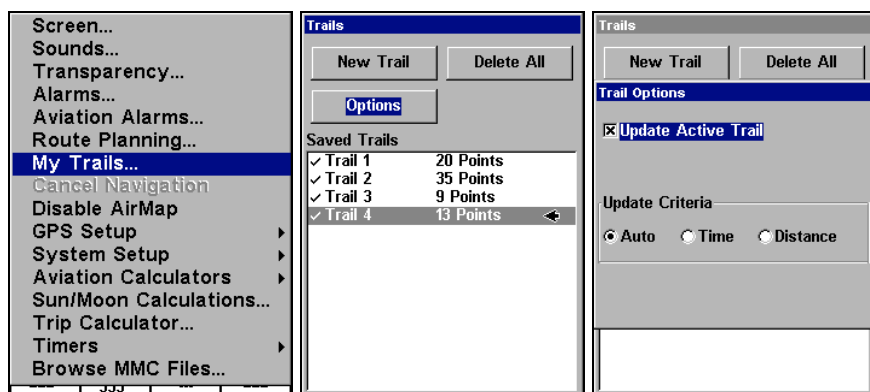 Screen...
Sounds...
Transparency...
Alarms...
Aviation Alarms...
Route Planning...
My Trails...
Cancel Navigation
Disable AirMap
GPS Setup
System Setup
Aviation Calculators
Sun/Moon Calculations...
Trip Calculator...
Timers
Browse MMC Files...
Trails
New Trail Delete All
Options
Saved Trails
✓ Trail 1 20 Points
✓ Trail 2 35 Points
✓ Trail 3 9 Points
✓ Trail 4 13 Points
Trails
New Trail Delete All
Trail Options
Update Active Trail
Update Criteria
Auto Time Distance